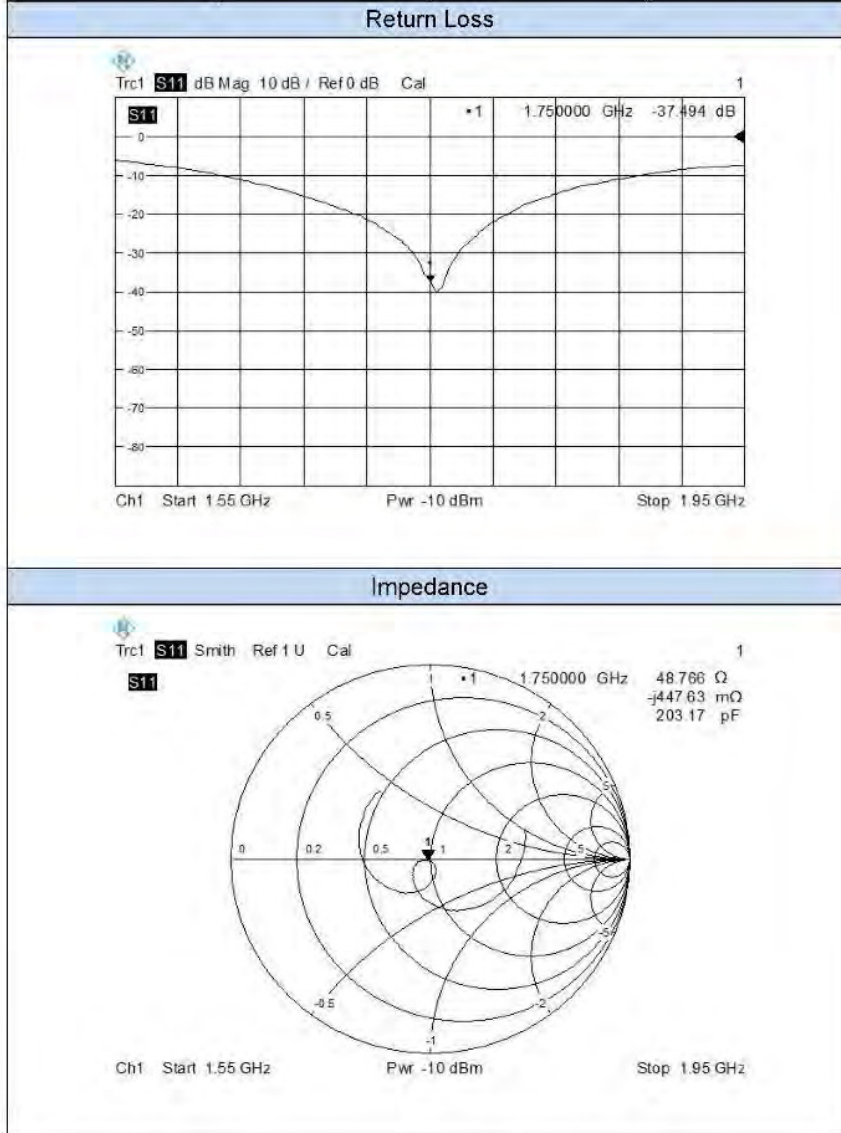 Return Loss
Trc1 S11 dB Mag 10 dB / Ref 0 dB Cal 1
S11 •1 1.750000 GHz -37.494 dB
0
-10
-20
-30
1
-40
-50
-60
-70
-80
Ch1 Start 1.55 GHz Pwr -10 dBm Stop 1.95 GHz
Impedance
Trc1 S11 Smith Ref 1 U Cal 1
S11 1 •1 1.750000 GHz 48.766 Ω
-j447.63 mΩ
203.17 pF
0.5 2
5
0 0.2 0.5 1 1 2 5
-5
-0.5 -2
-1
Ch1 Start 1.55 GHz Pwr -10 dBm Stop 1.95 GHz